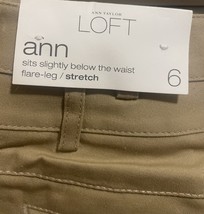 ANN TAYLOR
LOFT
ann
sits slightly below the waist
flare-leg / stretch
6